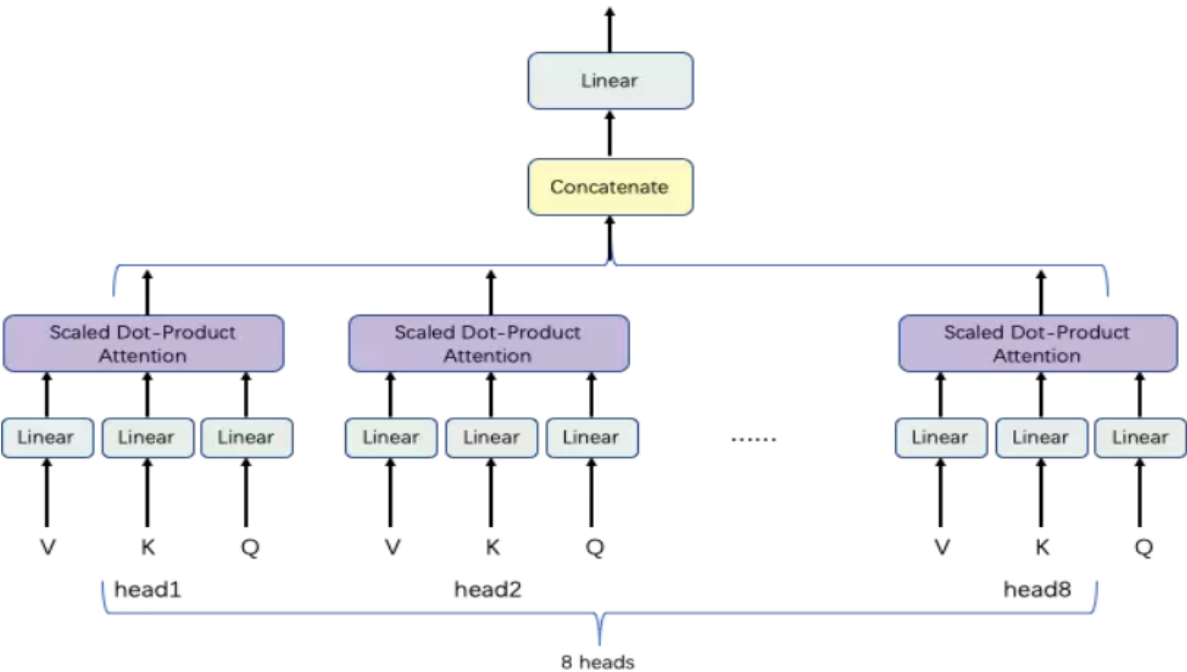 Linear
Concatenate
Scaled Dot-Product
Attention
Scaled Dot-Product
Attention
Scaled Dot-Product
Attention
Linear Linear Linear Linear Linear Linear ...... Linear Linear Linear
V K Q V K Q V K Q
head1 head2 head8
8 heads